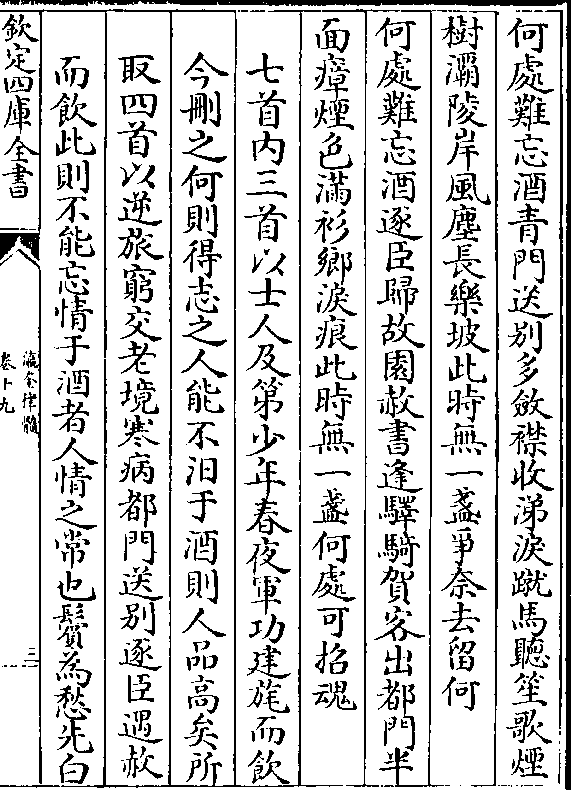 何處難忘酒青門送別多斂襟收涕淚蹴馬聽笙歌煙
樹灞陵岸風塵長樂坡此時無一盞爭奈去留何
何處難忘酒逐臣歸故園赦書逢驛騎賀客出都門半
面瘴煙色滿衫鄉淚痕此時無一盞何處可招魂
七首内三首以士人及第少年春夜軍功建旄而飲
今刪之何則得志之人能不汩于酒則人品高矣所
取四首以逆旅窮交老境寒病都門送別逐臣遇赦
而飲此則不能忘情于酒者人情之常也鬢為愁先白
欽定四庫全書
瀛奎律髓
卷十九
三